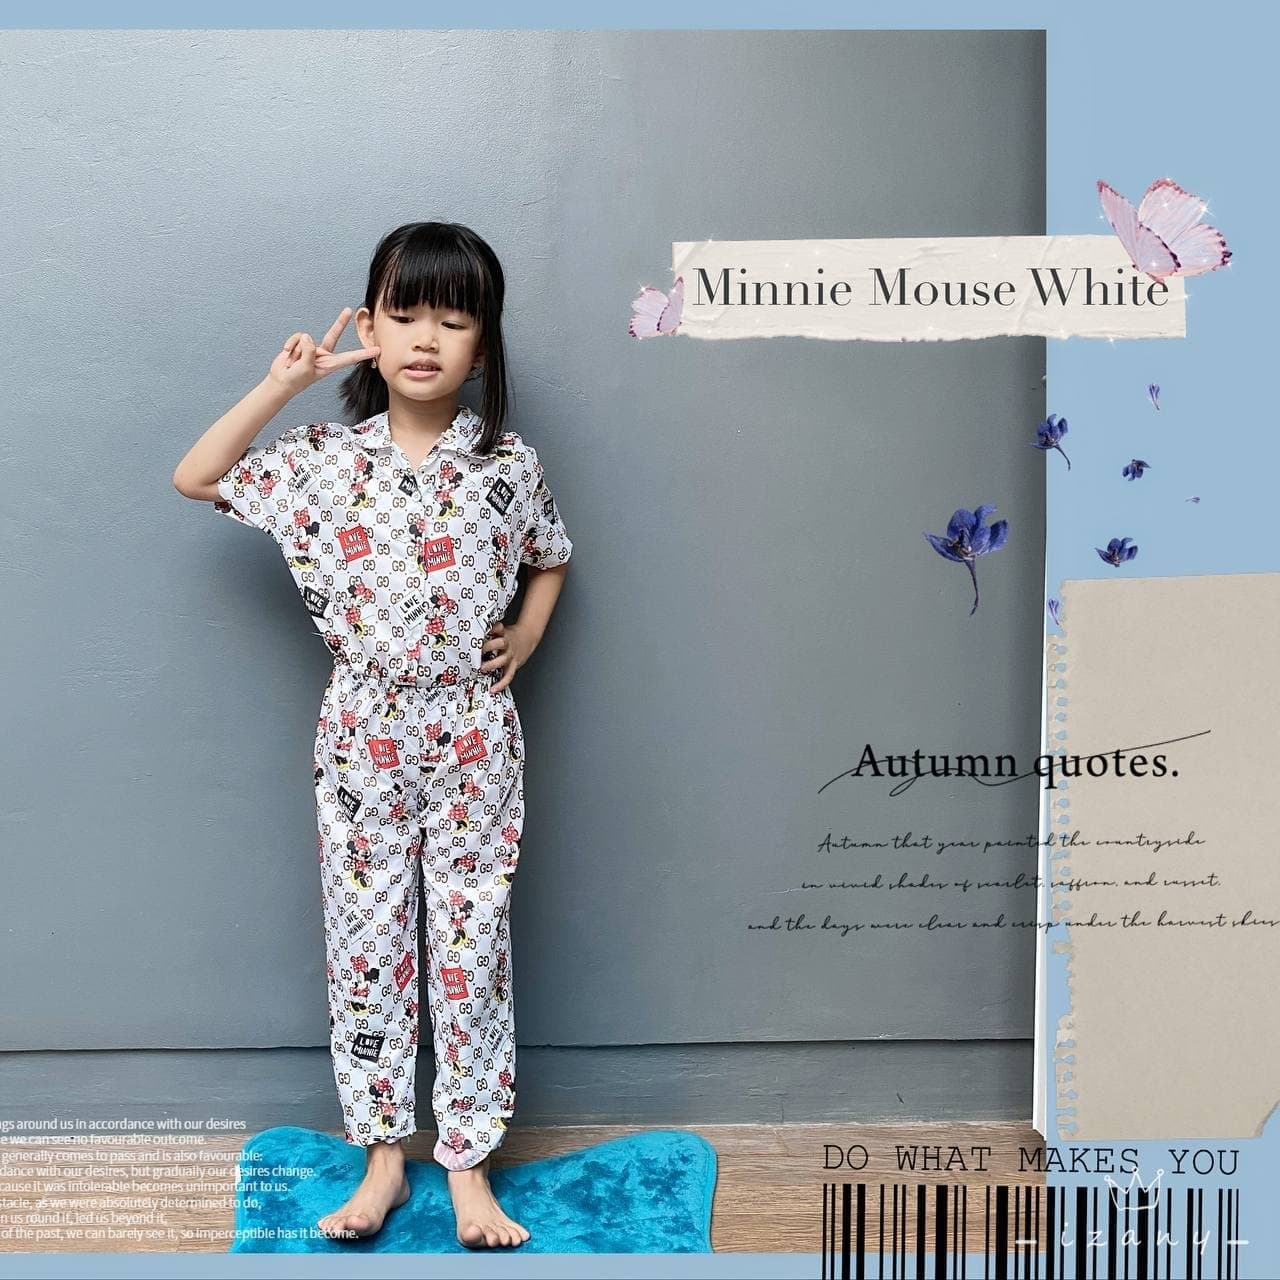 Minnie Mouse White
LOVE MINNIE
Autumn quotes.
Autumn that year painted the countryside
in vivid shades of scarlet, saffron, and russet,
and the days were clear and crisp under the harvest skies
ngs around us in accordance with our desires
e we can see no favourable outcome.
generally comes to pass and is also favourable:
dance with our desires, but gradually our desires change.
cause it was intolerable becomes unimportant to us.
stacle, as we were absolutely determined to do,
n us round it, led us beyond it,
of the past, we can barely see it, so imperceptible has it become.
DO WHAT MAKES YOU
izany